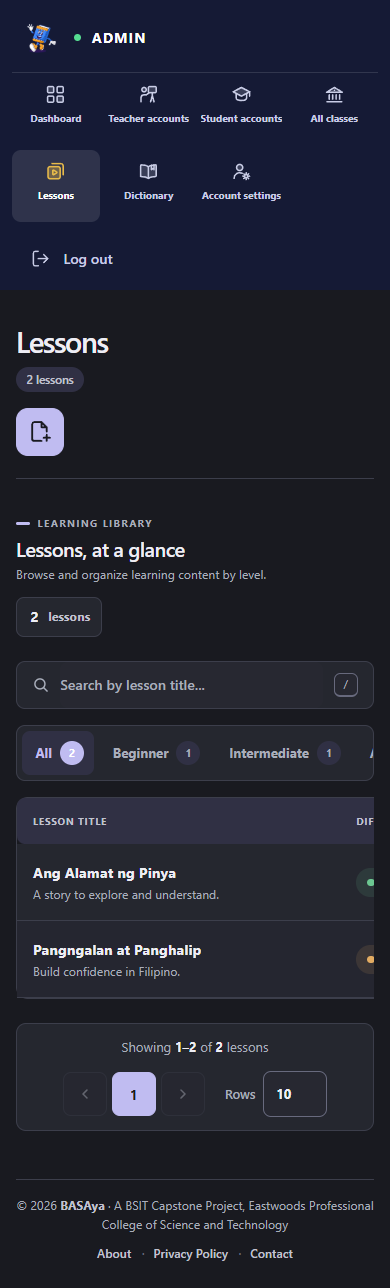 ADMIN
Dashboard
Teacher accounts
Student accounts
All classes
Lessons
Dictionary
Account settings
Log out
Lessons
2 lessons
LEARNING LIBRARY
Lessons, at a glance
Browse and organize learning content by level.
2 lessons
Search by lesson title... /
All 2 Beginner 1 Intermediate 1
LESSON TITLE
Ang Alamat ng Pinya
A story to explore and understand.
Pangngalan at Panghalip
Build confidence in Filipino.
Showing 1–2 of 2 lessons
1 Rows 10
© 2026 BASAya · A BSIT Capstone Project, Eastwoods Professional
College of Science and Technology
About · Privacy Policy · Contact